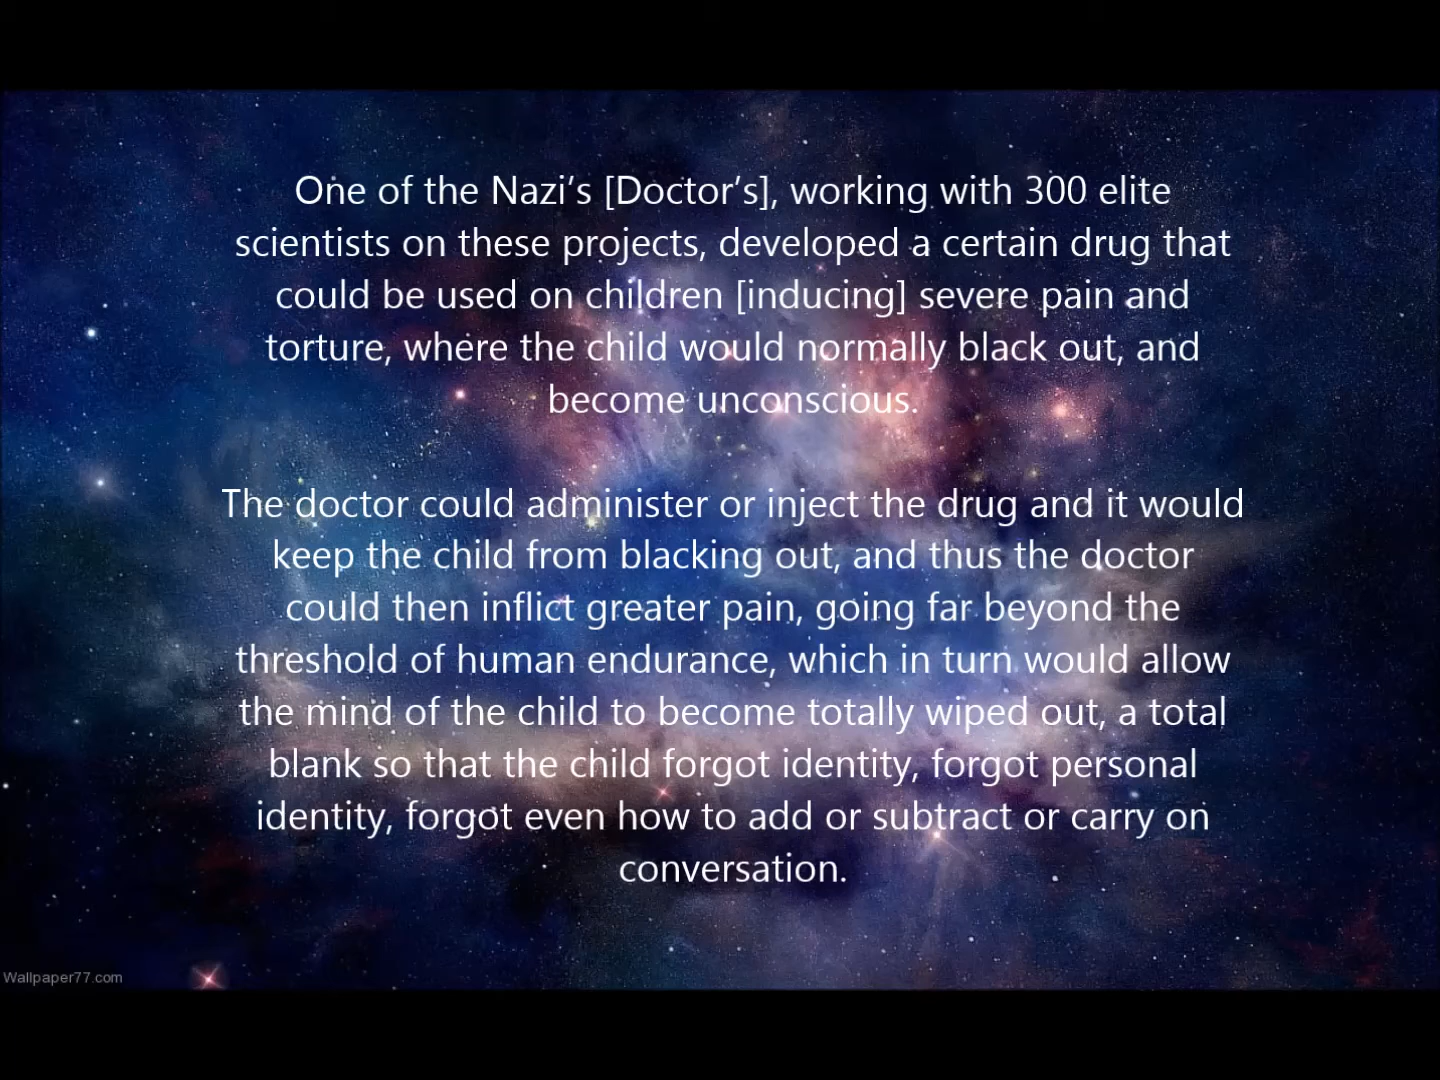 One of the Nazi's [Doctor's], working with 300 elite
scientists on these projects, developed a certain drug that
could be used on children [inducing] severe pain and
torture, where the child would normally black out, and
become unconscious.
The doctor could administer or inject the drug and it would
keep the child from blacking out, and thus the doctor
could then inflict greater pain, going far beyond the
threshold of human endurance, which in turn would allow
the mind of the child to become totally wiped out, a total
blank so that the child forgot identity, forgot personal
identity, forgot even how to add or subtract or carry on
conversation.
Wallpaper77.com